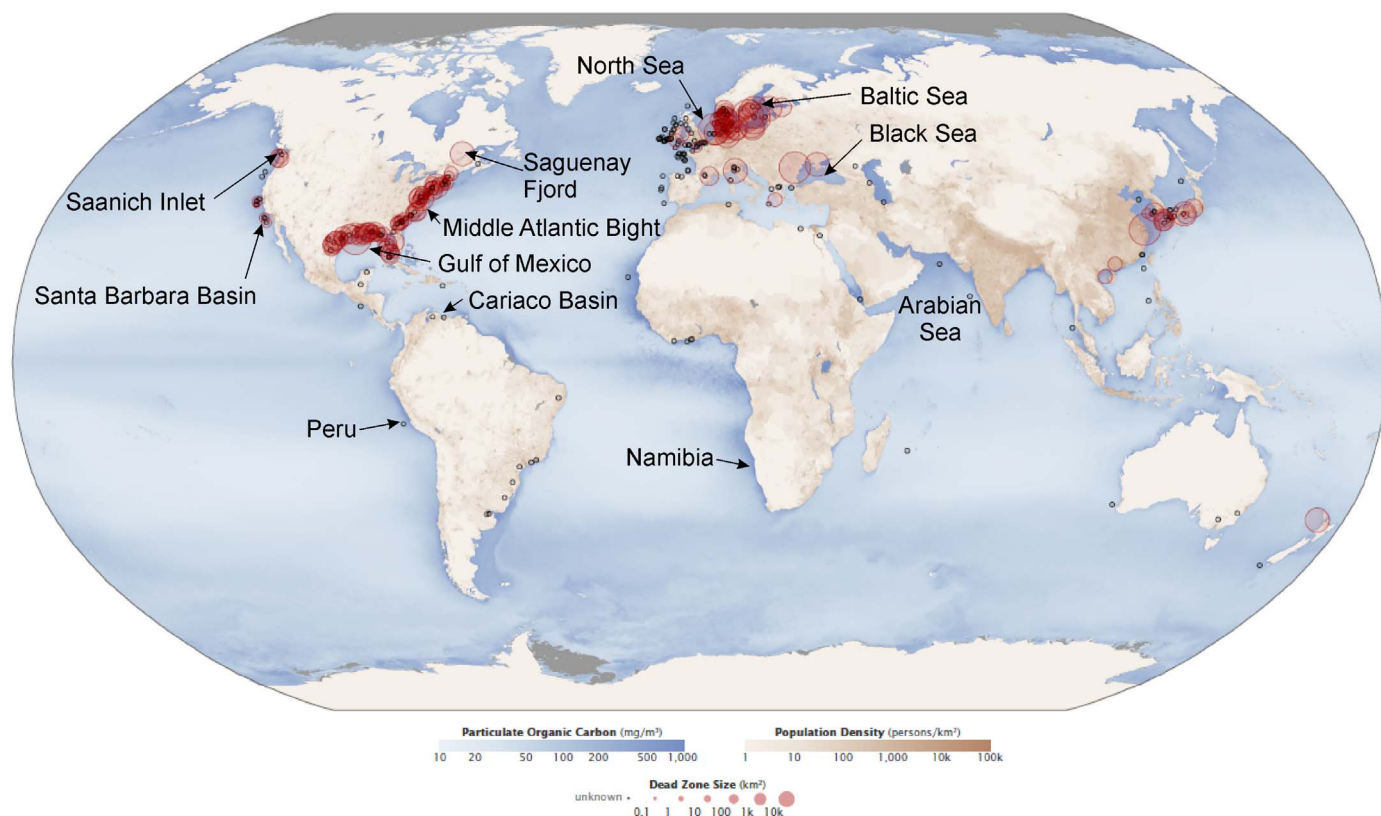 North Sea
Baltic Sea
Black Sea
Saguenay
Fjord
Saanich Inlet
Middle Atlantic Bight
Gulf of Mexico
Santa Barbara Basin
Cariaco Basin
Arabian
Sea
Peru
Namibia
Particulate Organic Carbon (mg/m³)
10 20 50 100 200 500 1,000
Population Density (persons/km²)
1 10 100 1,000 10k 100k
Dead Zone Size (km²)
unknown
0.1 1 10 100 1k 10k